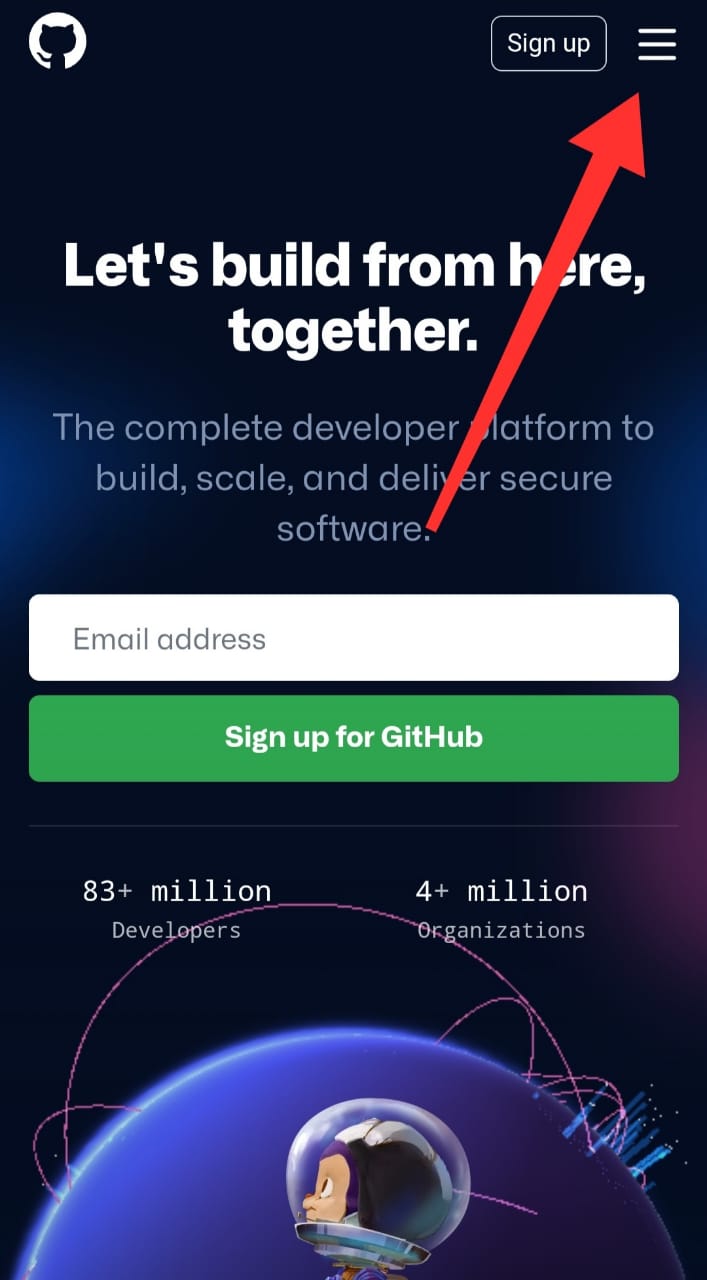 Sign up
Let's build from here,
together.
The complete developer platform to
build, scale, and deliver secure
software.
Email address
Sign up for GitHub
83+ million
4+ million
Developers
Organizations